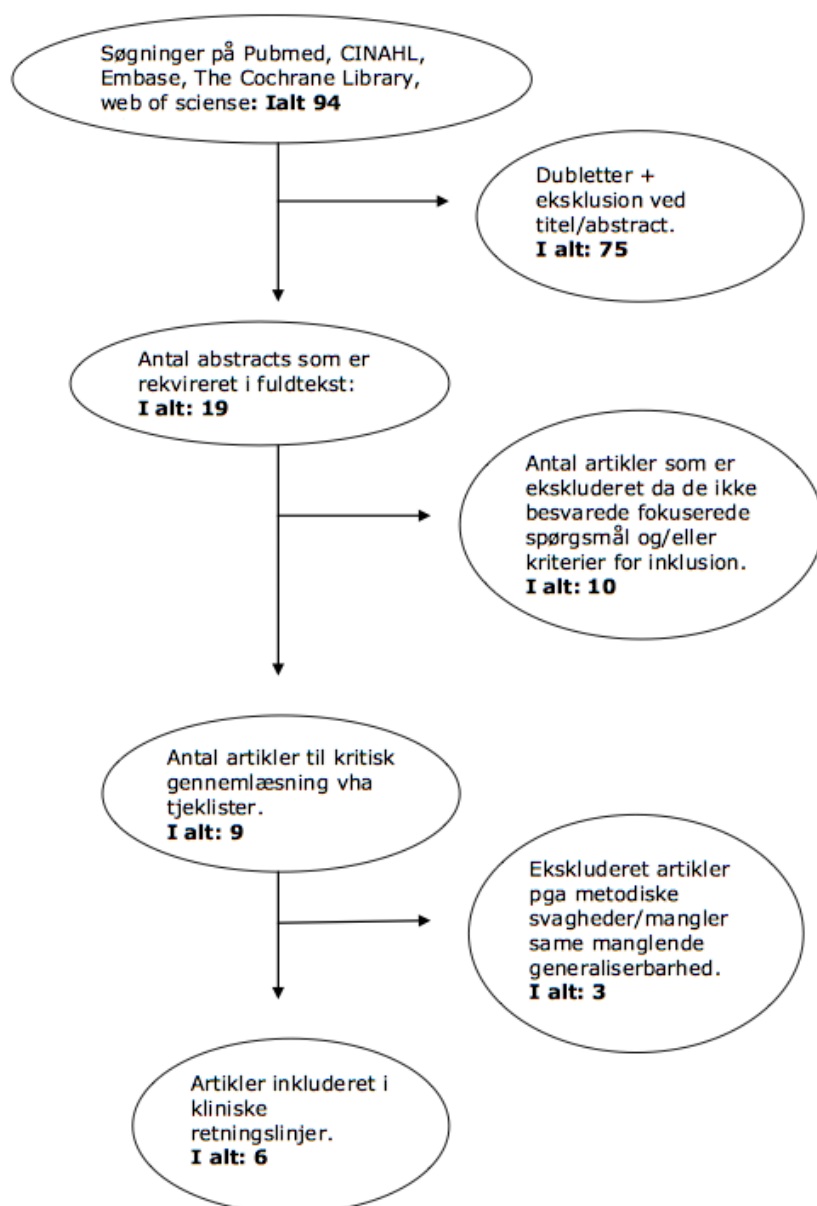 Søgninger på Pubmed, CINAHL,
Embase, The Cochrane Library,
web of sciense: Ialt 94
Dubletter +
eksklusion ved
titel/abstract.
I alt: 75
Antal abstracts som er
rekvireret i fuldtekst:
I alt: 19
Antal artikler som er
ekskluderet da de ikke
besvarede fokuserede
spørgsmål og/eller
kriterier for inklusion.
I alt: 10
Antal artikler til kritisk
gennemlæsning vha
tjeklister.
I alt: 9
Ekskluderet artikler
pga metodiske
svagheder/mangler
same manglende
generaliserbarhed.
I alt: 3
Artikler inkluderet i
kliniske
retningslinjer.
I alt: 6